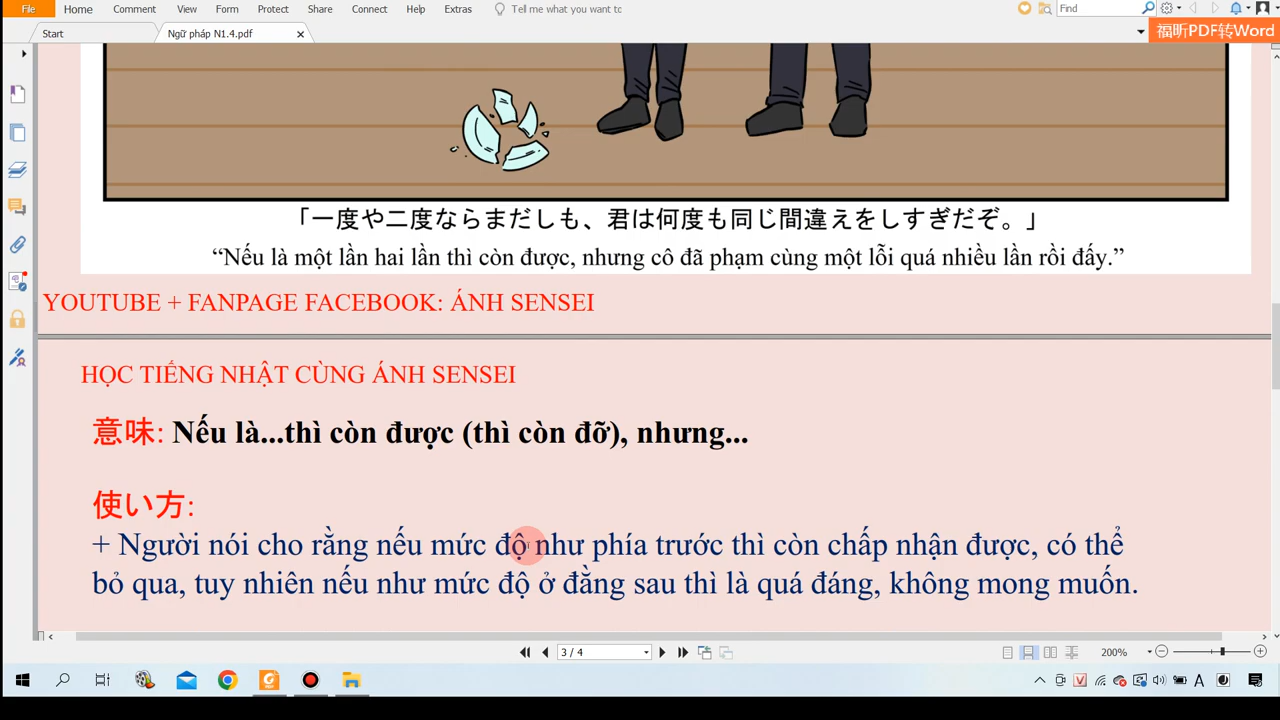 File Home Comment View Form Protect Share Connect Help Extras Tell me what you want to Find
Start Ngữ pháp N1.4.pdf 福昕PDF转Word
「一度や二度ならまだしも、君は何度も同じ間違えをしすぎだぞ。」
“Nếu là một lần hai lần thì còn được, nhưng cô đã phạm cùng một lỗi quá nhiều lần rồi đấy.”
YOUTUBE + FANPAGE FACEBOOK: ÁNH SENSEI
HỌC TIẾNG NHẬT CÙNG ÁNH SENSEI
意味: Nếu là...thì còn được (thì còn đỡ), nhưng...
使い方:
+ Người nói cho rằng nếu mức độ như phía trước thì còn chấp nhận được, có thể
bỏ qua, tuy nhiên nếu như mức độ ở đằng sau thì là quá đáng, không mong muốn.
3 / 4 200%